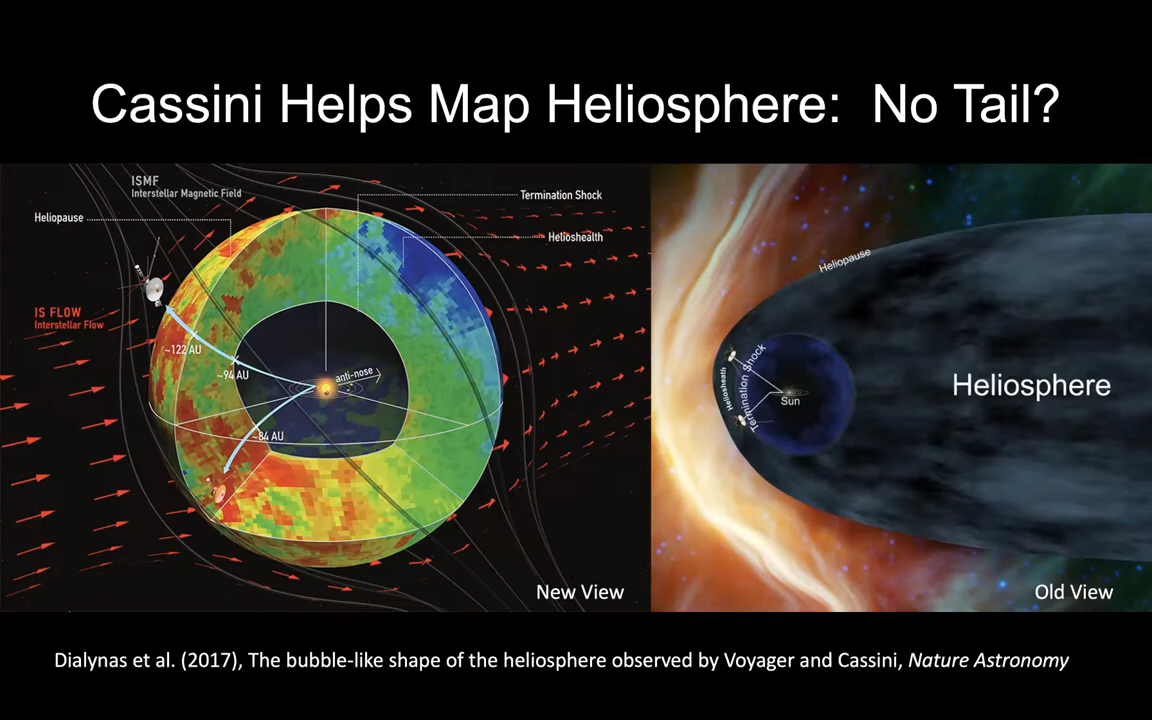 Cassini Helps Map Heliosphere: No Tail?
ISMF
Interstellar Magnetic Field
Termination Shock
Heliopause
Helioshealth
IS FLOW
Interstellar Flow
~122 AU
~94 AU
anti-nose
~84 AU
New View
Heliopause
Heliosheath
Termination Shock
Sun
Heliosphere
Old View
Dialynas et al. (2017), The bubble-like shape of the heliosphere observed by Voyager and Cassini, Nature Astronomy